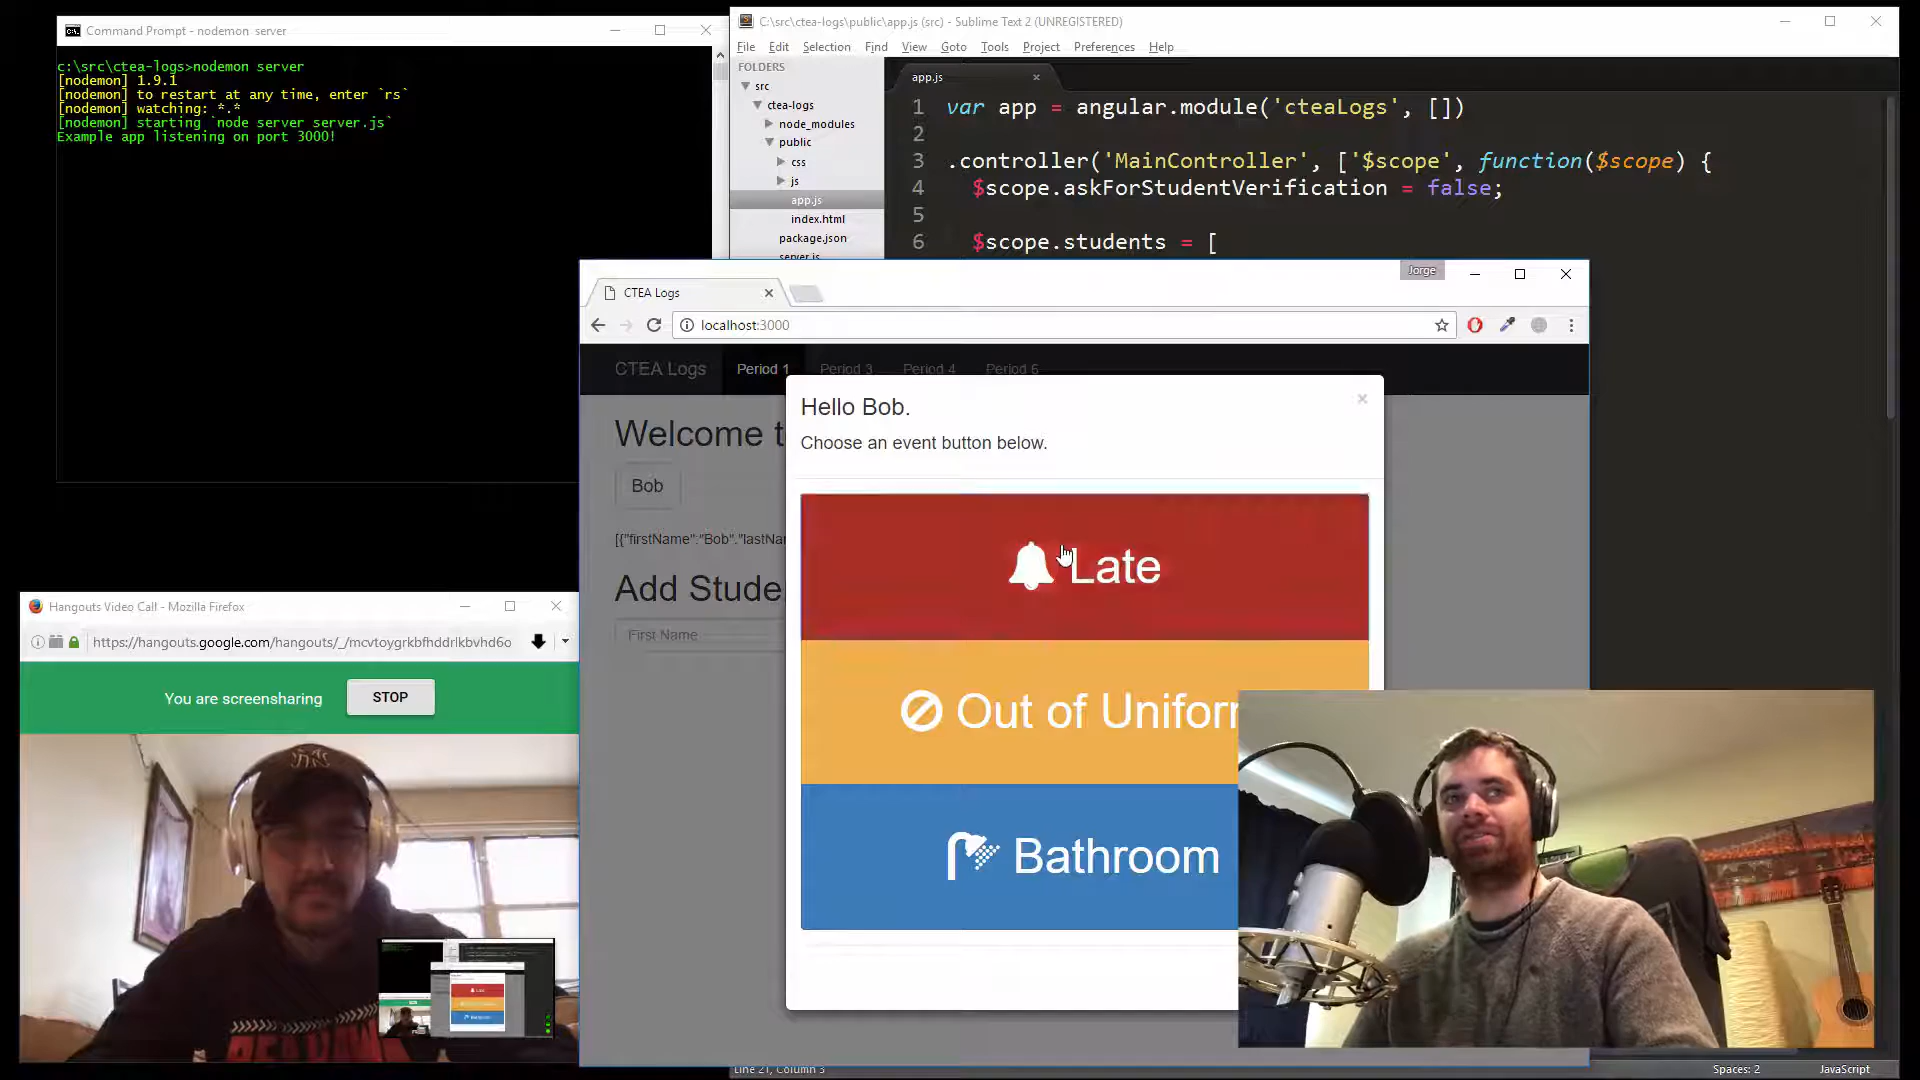 Command Prompt - nodemon server
c:\src\ctea-logs>nodemon server
[nodemon] 1.9.1
[nodemon] to restart at any time, enter `rs`
[nodemon] watching: *.*
[nodemon] starting `node server server.js`
Example app listening on port 3000!
C:\src\ctea-logs\public\app.js (src) - Sublime Text 2 (UNREGISTERED)
File Edit Selection Find View Goto Tools Project Preferences Help
FOLDERS
src
ctea-logs
node_modules
public
css
js
app.js
index.html
package.json
server.js
app.js
1 var app = angular.module('cteaLogs', [])
2
3 .controller('MainController', ['$scope', function($scope) {
4 $scope.askForStudentVerification = false;
5
6 $scope.students = [
Jorge
CTEA Logs
localhost:3000
CTEA Logs Period 1 Period 3 Period 4 Period 5
Welcome t
Bob
[{"firstName":"Bob","lastNa
Add Stude
First Name
Hello Bob.
×
Choose an event button below.
Late
Out of Unifor
Bathroom
Hangouts Video Call - Mozilla Firefox
https://hangouts.google.com/hangouts/_/mcvtoygrkbfhddrlkbvhd6o
You are screensharing STOP
Line 21, Column 3
Spaces: 2
JavaScript